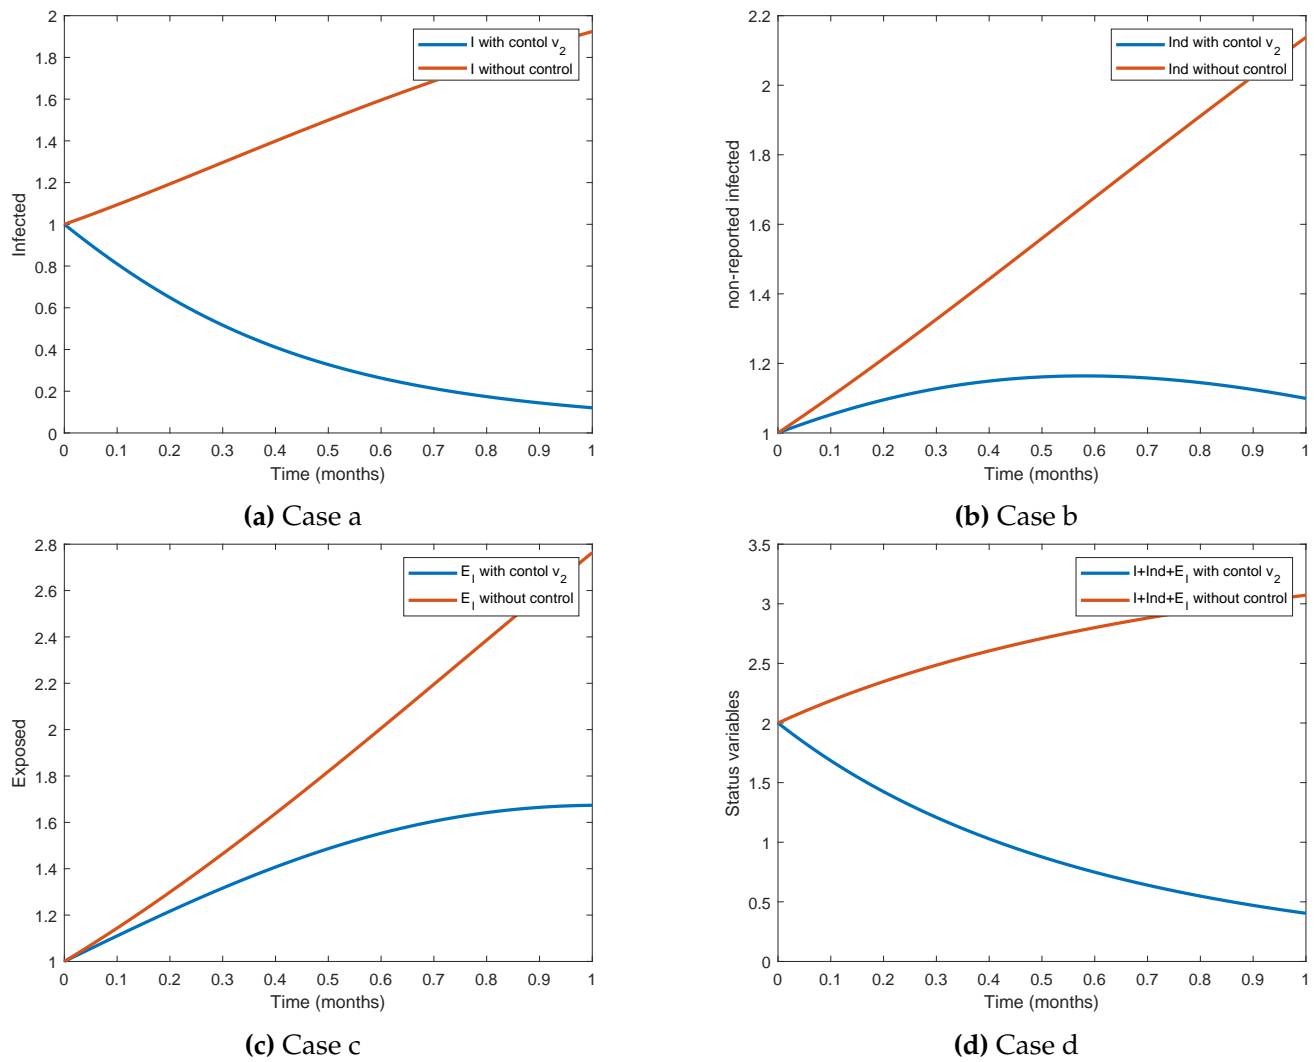 2
1.8
1.6
1.4
1.2
1
0.8
0.6
0.4
0.2
0
Infected
I with contol v2
I without control
0 0.1 0.2 0.3 0.4 0.5 0.6 0.7 0.8 0.9 1
Time (months)
(a) Case a
2.2
2
1.8
1.6
1.4
1.2
1
non-reported infected
Ind with contol v2
Ind without control
0 0.1 0.2 0.3 0.4 0.5 0.6 0.7 0.8 0.9 1
Time (months)
(b) Case b
2.8
2.6
2.4
2.2
2
1.8
1.6
1.4
1.2
1
Exposed
EI with contol v2
EI without control
0 0.1 0.2 0.3 0.4 0.5 0.6 0.7 0.8 0.9 1
Time (months)
(c) Case c
3.5
3
2.5
2
1.5
1
0.5
0
Status variables
I+Ind+EI with contol v2
I+Ind+EI without control
0 0.1 0.2 0.3 0.4 0.5 0.6 0.7 0.8 0.9 1
Time (months)
(d) Case d